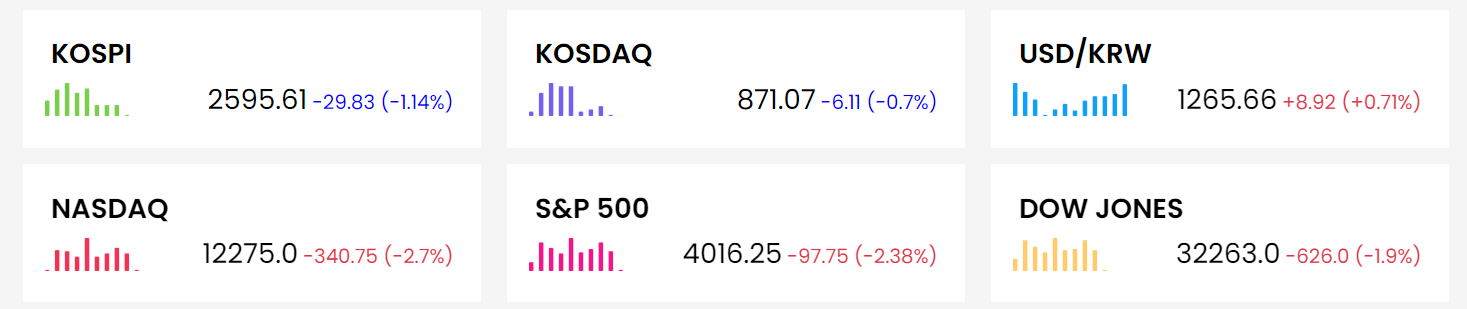 KOSPI
2595.61 -29.83 (-1.14%)
KOSDAQ
871.07 -6.11 (-0.7%)
USD/KRW
1265.66 +8.92 (+0.71%)
NASDAQ
12275.0 -340.75 (-2.7%)
S&P 500
4016.25 -97.75 (-2.38%)
DOW JONES
32263.0 -626.0 (-1.9%)